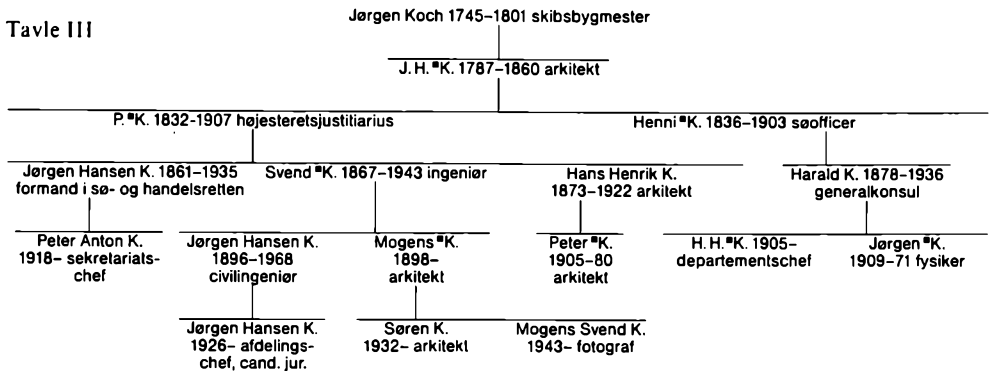 Tavle III
Jørgen Koch 1745–1801 skibsbygmester
J. H. *K. 1787–1860 arkitekt
P. *K. 1832-1907 højesteretsjustitiarius
Henni *K. 1836–1903 søofficer
Jørgen Hansen K. 1861–1935
formand i sø- og handelsretten
Svend *K. 1867–1943 ingeniør
Hans Henrik K.
1873–1922 arkitekt
Harald K. 1878–1936
generalkonsul
Peter Anton K.
1918– sekretariats-
chef
Jørgen Hansen K.
1896–1968
civilingeniør
Mogens *K.
1898–
arkitekt
Peter *K.
1905–80
arkitekt
H. H. *K. 1905–
departementschef
Jørgen *K.
1909–71 fysiker
Jørgen Hansen K.
1926– afdelings-
chef, cand. jur.
Søren K.
1932– arkitekt
Mogens Svend K.
1943– fotograf